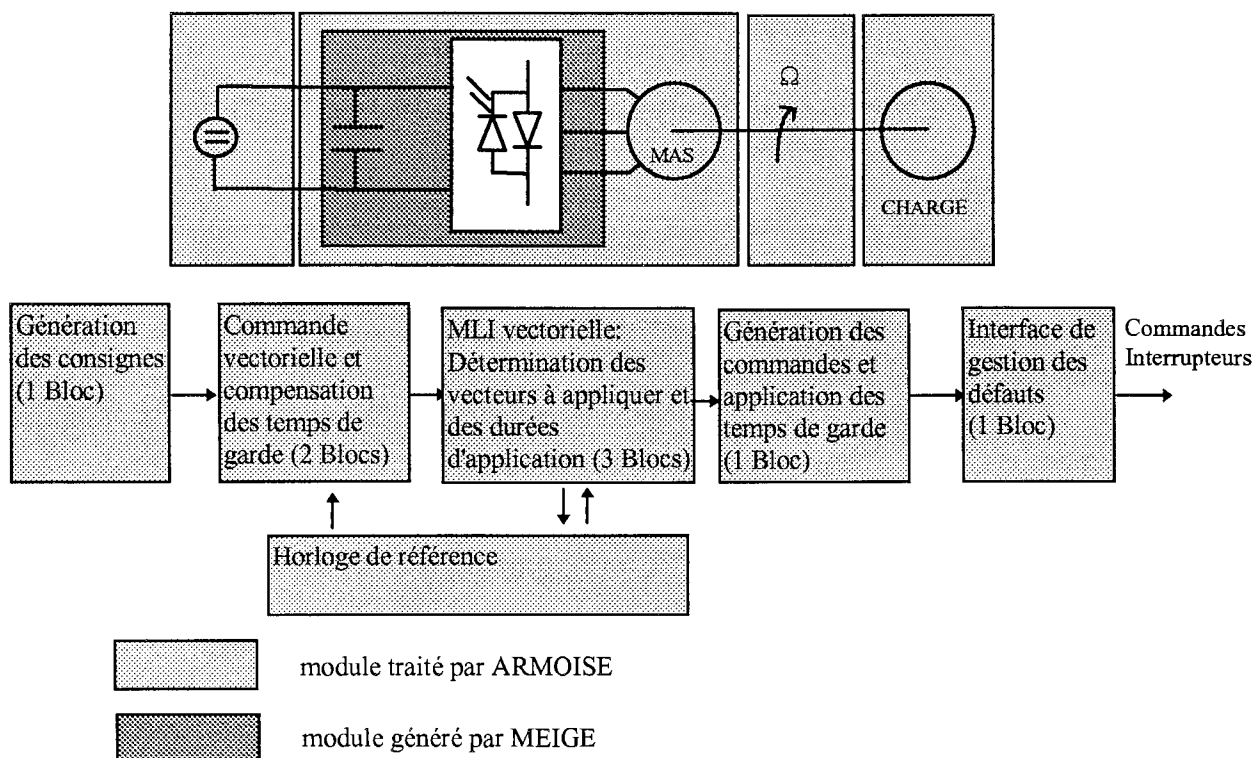 Ω
MAS
CHARGE
Génération
des consignes
(1 Bloc)
Commande
vectorielle et
compensation
des temps de
garde (2 Blocs)
MLI vectorielle:
Détermination des
vecteurs à appliquer et
des durées
d'application (3 Blocs)
Génération des
commandes et
application des
temps de garde
(1 Bloc)
Interface de
gestion des
défauts
(1 Bloc)
Commandes
Interrupteurs
Horloge de référence
module traité par ARMOISE
module généré par MEIGE